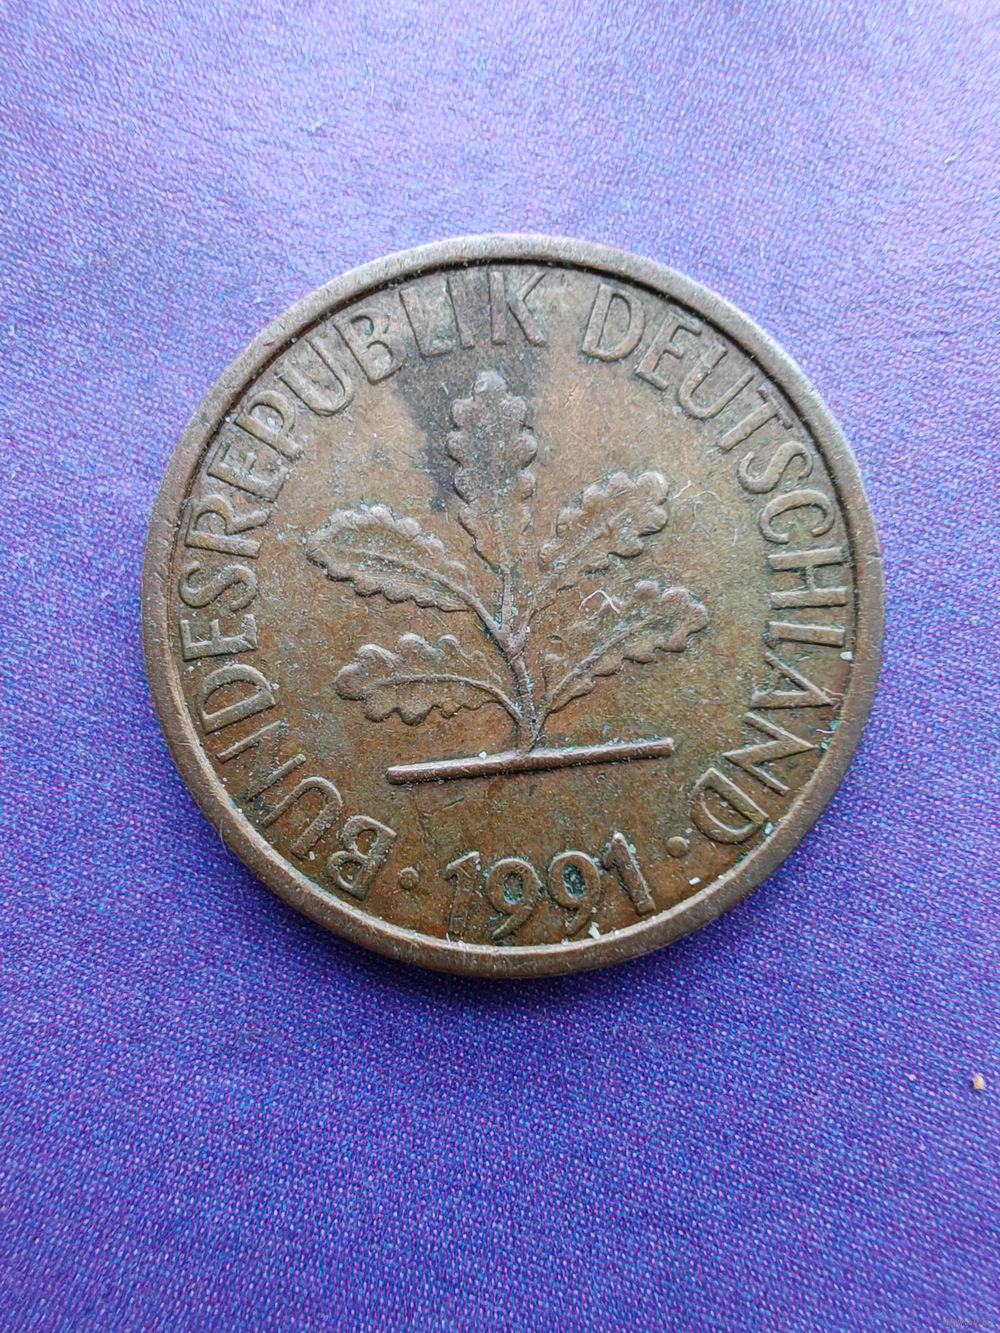 BUNDESREPUBLIK DEUTSCHLAND
· 1991 ·